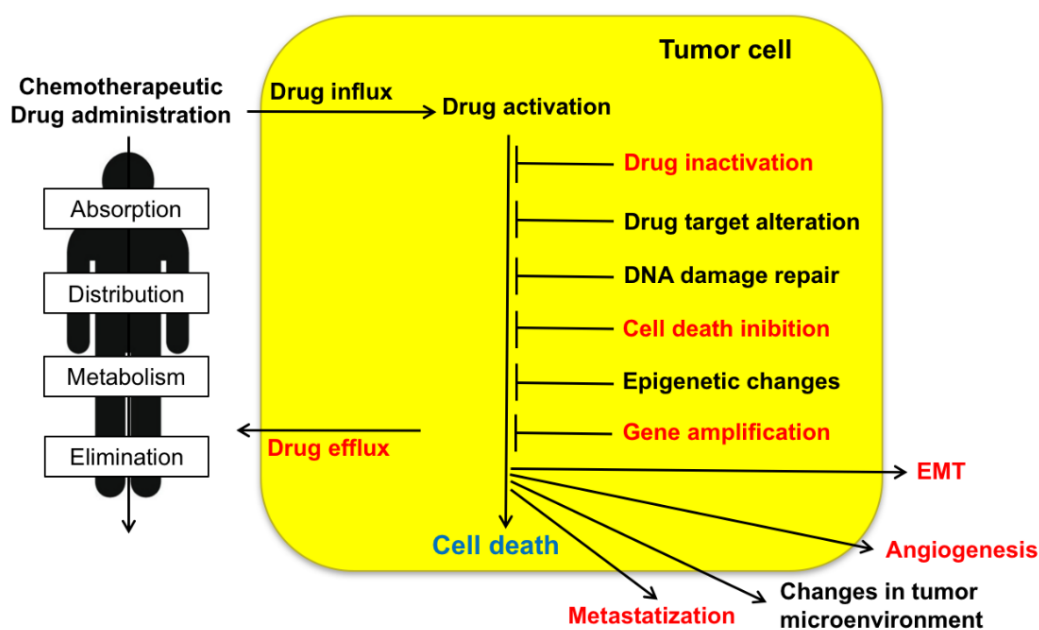 Tumor cell
Chemotherapeutic
Drug administration
Drug influx
Drug activation
Absorption
Distribution
Metabolism
Elimination
Drug inactivation
Drug target alteration
DNA damage repair
Cell death inibition
Epigenetic changes
Gene amplification
Drug efflux
EMT
Cell death
Angiogenesis
Changes in tumor
microenvironment
Metastatization